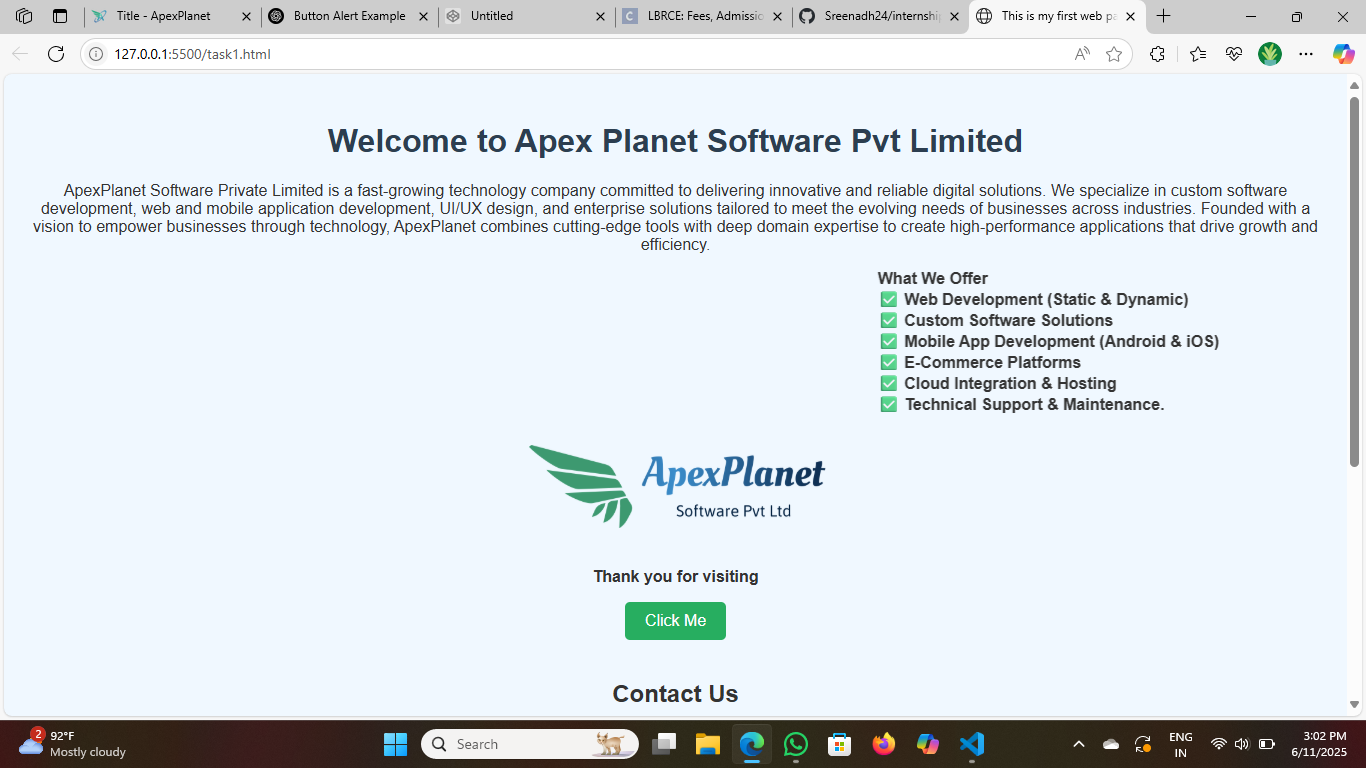 Title - ApexPlanet
Button Alert Example
Untitled
LBRCE: Fees, Admissio
Sreenadh24/internship
This is my first web pa
127.0.0.1:5500/task1.html
Welcome to Apex Planet Software Pvt Limited
ApexPlanet Software Private Limited is a fast-growing technology company committed to delivering innovative and reliable digital solutions. We specialize in custom software
development, web and mobile application development, UI/UX design, and enterprise solutions tailored to meet the evolving needs of businesses across industries. Founded with a
vision to empower businesses through technology, ApexPlanet combines cutting-edge tools with deep domain expertise to create high-performance applications that drive growth and
efficiency.
What We Offer
✅ Web Development (Static & Dynamic)
✅ Custom Software Solutions
✅ Mobile App Development (Android & iOS)
✅ E-Commerce Platforms
✅ Cloud Integration & Hosting
✅ Technical Support & Maintenance.
ApexPlanet
Software Pvt Ltd
Thank you for visiting
Click Me
Contact Us
2
92°F
Mostly cloudy
Search
ENG
IN
3:02 PM
6/11/2025